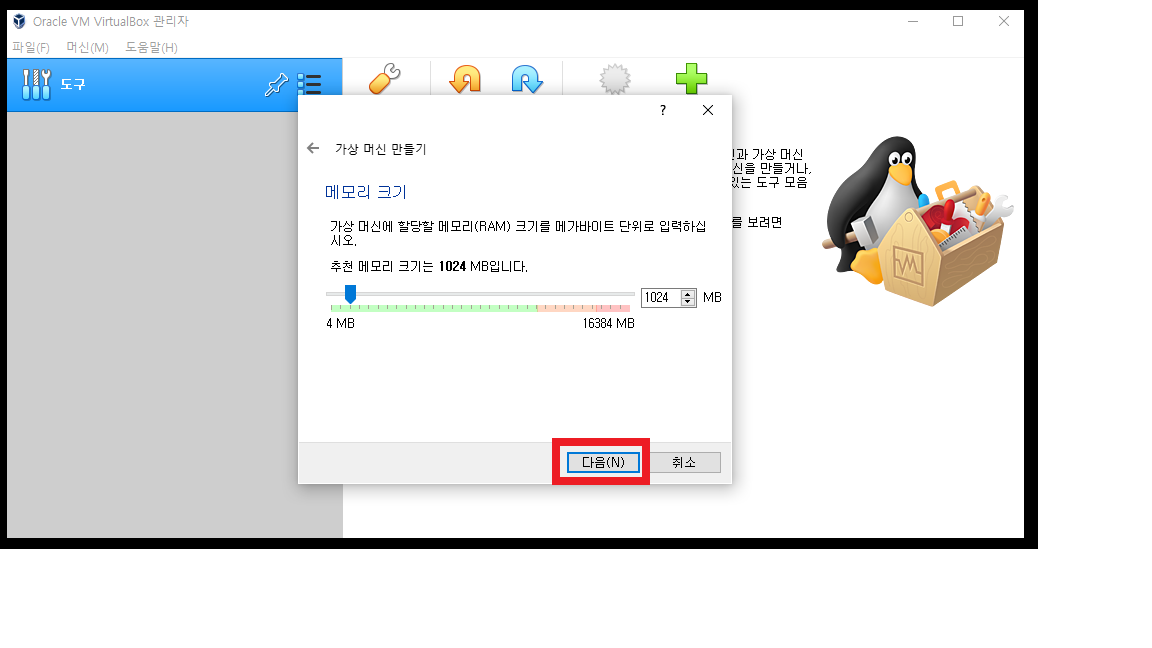 Oracle VM VirtualBox 관리자
파일(F) 머신(M) 도움말(H)
도구
?
가상 머신 만들기
과 가상 머신
신을 만들거나,
있는 도구 모음
를 보려면
메모리 크기
가상 머신에 할당할 메모리(RAM) 크기를 메가바이트 단위로 입력하십
시오.
추천 메모리 크기는 1024 MB입니다.
1024 MB
4 MB 16384 MB
다음(N) 취소